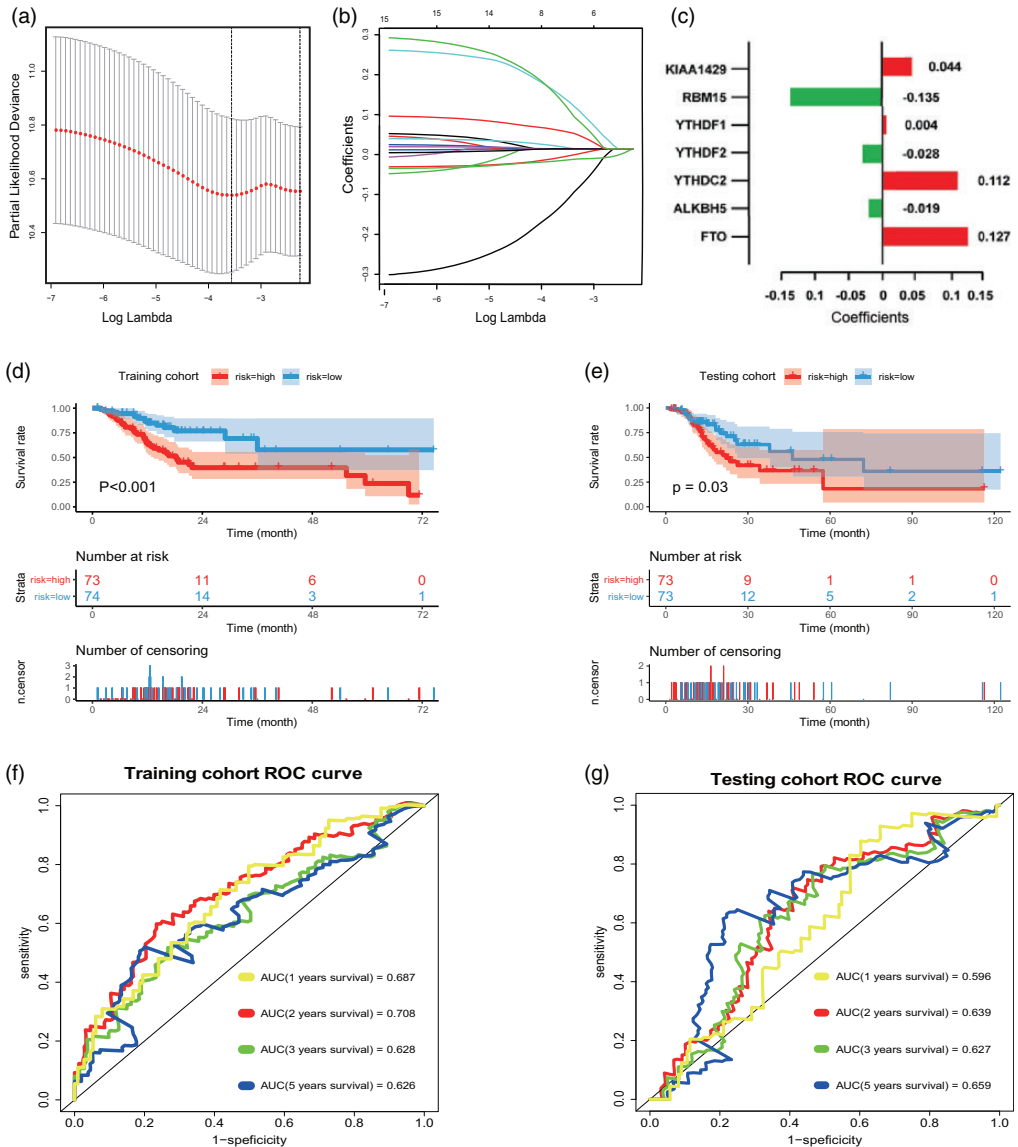 (a)
Partial Likelihood Deviance
11.0
10.8
10.6
10.4
−7 −6 −5 −4 −3
Log Lambda
(b)
15 15 14 8 6
Coefficients
0.3
0.2
0.1
0.0
0.1
0.2
0.3
−7 −6 −5 −4 −3
Log Lambda
(c)
KIAA1429 0.044
RBM15 -0.135
YTHDF1 0.004
YTHDF2 -0.028
YTHDC2 0.112
ALKBH5 -0.019
FTO 0.127
-0.15 -0.05 0 0.05 0.15
0.1 0.1
Coefficients
(d)
Training cohort risk=high risk=low
Survival rate
1.00
0.75
0.50
0.25
0.00
P<0.001
0 24 48 72
Time (month)
Number at risk
Strata
risk=high 73 11 6 0
risk=low 74 14 3 1
0 24 48 72
Time (month)
Number of censoring
n.censor
3
2
1
0
0 24 48 72
Time (month)
(e)
Testing cohort risk=high risk=low
Survival rate
1.00
0.75
0.50
0.25
0.00
p = 0.03
0 30 60 90 120
Time (month)
Number at risk
Strata
risk=high 73 9 1 1 0
risk=low 73 12 5 2 1
0 30 60 90 120
Time (month)
Number of censoring
n.censor
2
1
0
0 30 60 90 120
Time (month)
(f)
Training cohort ROC curve
sensitivity
1.0
0.8
0.6
0.4
0.2
0.0
AUC(1 years survival) = 0.687
AUC(2 years survival) = 0.708
AUC(3 years survival) = 0.628
AUC(5 years survival) = 0.626
0.0 0.2 0.4 0.6 0.8 1.0
1-speficicity
(g)
Testing cohort ROC curve
sensitivity
1.0
0.8
0.6
0.4
0.2
0.0
AUC(1 years survival) = 0.596
AUC(2 years survival) = 0.639
AUC(3 years survival) = 0.627
AUC(5 years survival) = 0.659
0.0 0.2 0.4 0.6 0.8 1.0
1-speficicity